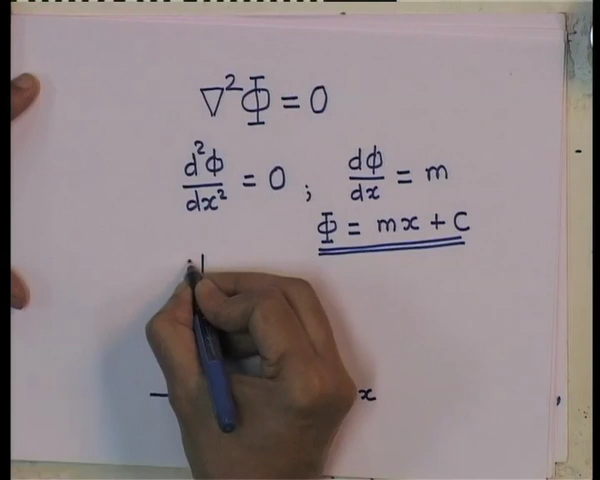 ∇²Φ = 0
d²Φ/dx² = 0 ; dΦ/dx = m
Φ = mx + C
x